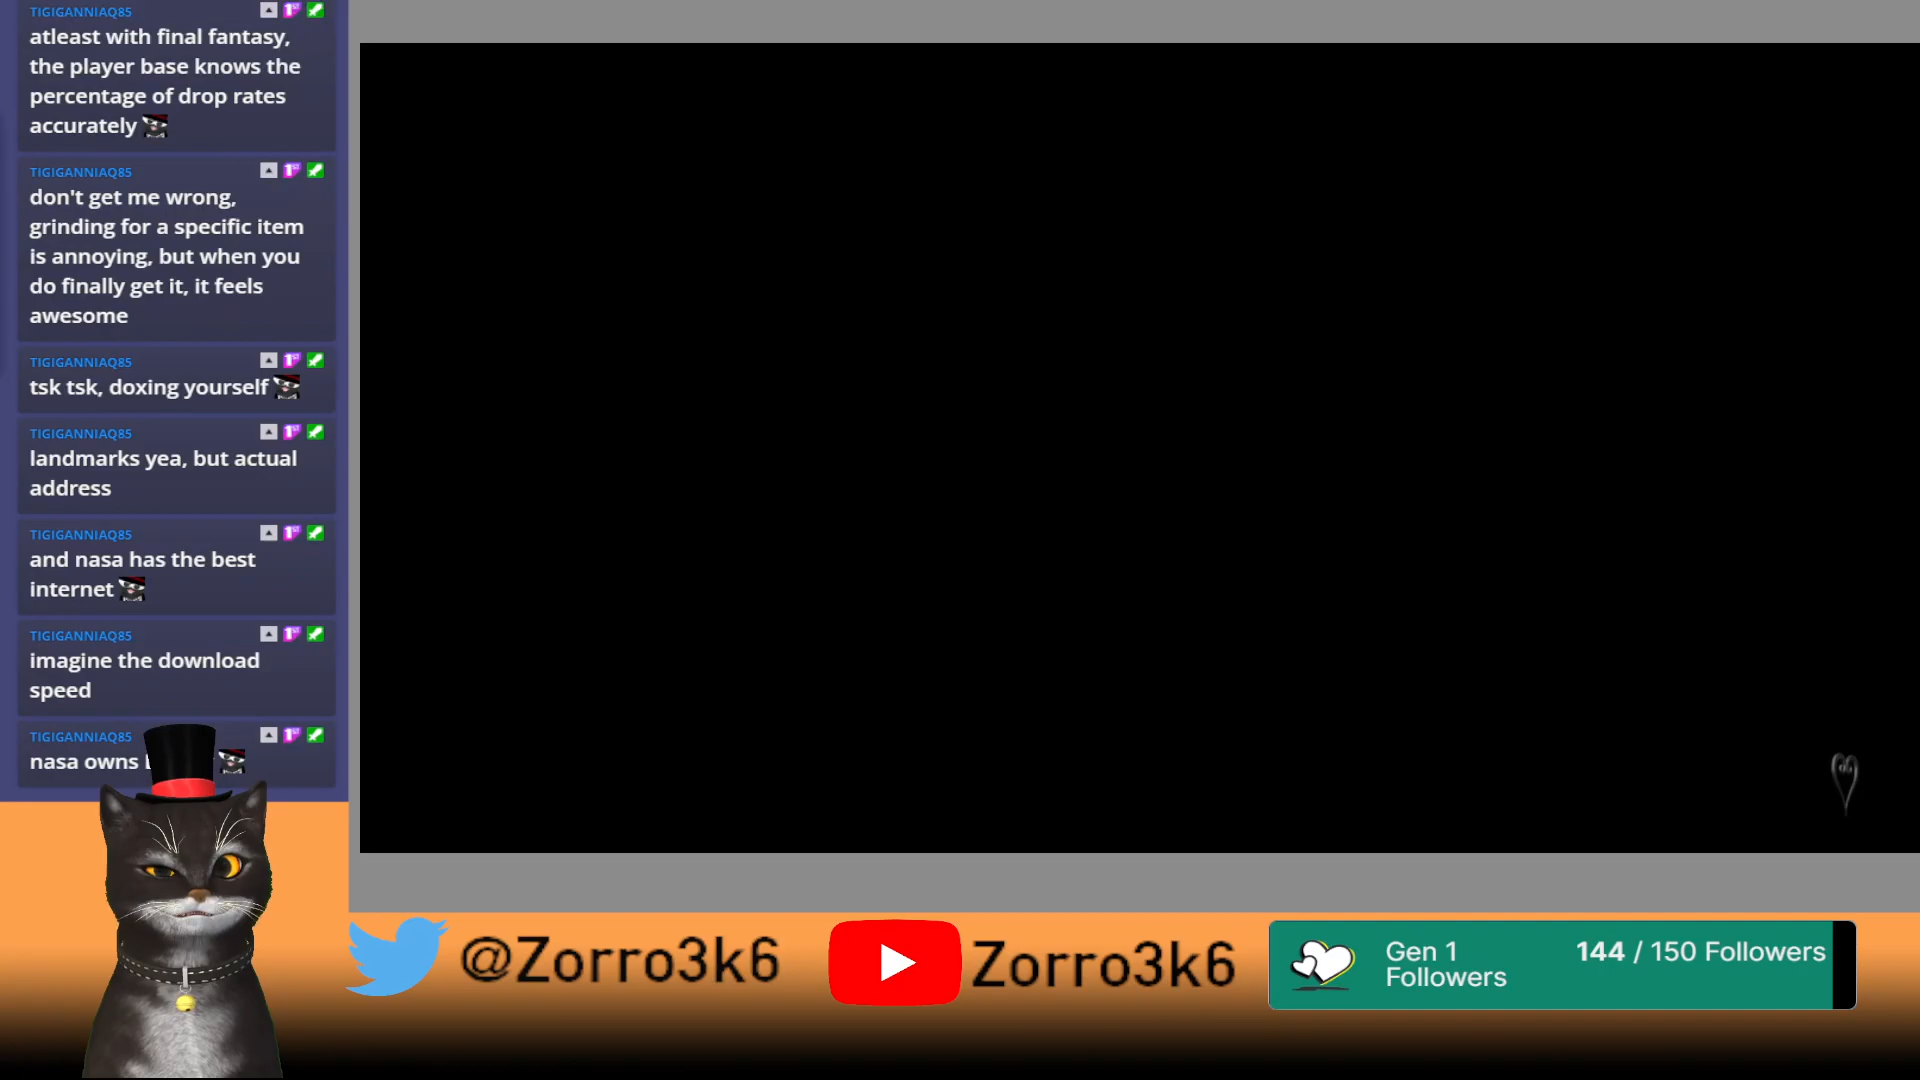 TIGIGANNIAQ85
atleast with final fantasy,
the player base knows the
percentage of drop rates
accurately
TIGIGANNIAQ85
don't get me wrong,
grinding for a specific item
is annoying, but when you
do finally get it, it feels
awesome
TIGIGANNIAQ85
tsk tsk, doxing yourself
TIGIGANNIAQ85
landmarks yea, but actual
address
TIGIGANNIAQ85
and nasa has the best
internet
TIGIGANNIAQ85
imagine the download
speed
TIGIGANNIAQ85
nasa owns
@Zorro3k6
Zorro3k6
Gen 1
Followers
144 / 150 Followers